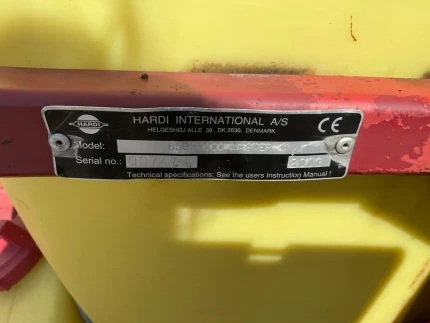 HARDI
HARDI INTERNATIONAL A/S
HELGESHØJ ALLE 38, DK 2630, DENMARK
CE
Model:
Serial no.:
Technical specifications: See the users Instruction Manual !